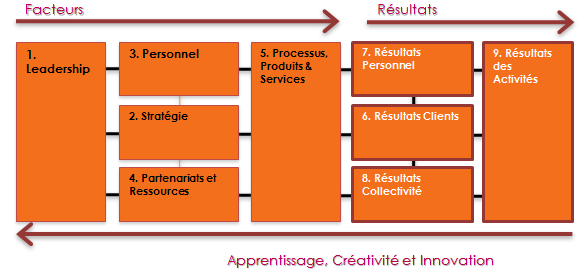 Facteurs
Résultats
1.
Leadership
3. Personnel
2. Stratégie
4. Partenariats et
Ressources
5. Processus,
Produits &
Services
7. Résultats
Personnel
6. Résultats Clients
8. Résultats
Collectivité
9. Résultats
des
Activités
Apprentissage, Créativité et Innovation